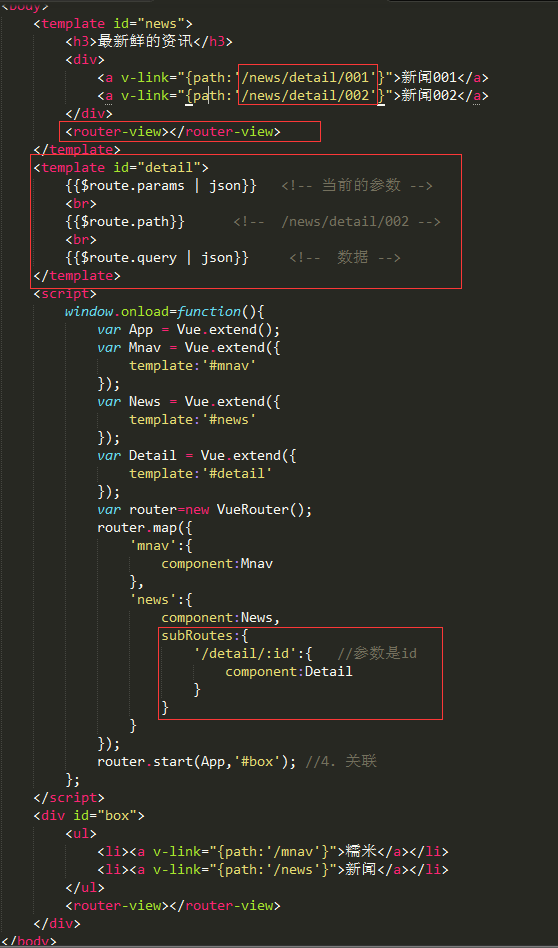 <body>
<template id="news">
<h3>最新鲜的资讯</h3>
<div>
<a v-link="{path:'/news/detail/001'}">新闻001</a>
<a v-link="{path:'/news/detail/002'}">新闻002</a>
</div>
<router-view></router-view>
</template>
<template id="detail">
{{$route.params | json}} <!-- 当前的参数 -->
<br>
{{$route.path}} <!-- /news/detail/002 -->
<br>
{{$route.query | json}} <!-- 数据 -->
</template>
<script>
window.onload=function(){
var App = Vue.extend();
var Mnav = Vue.extend({
template:'#mnav'
});
var News = Vue.extend({
template:'#news'
});
var Detail = Vue.extend({
template:'#detail'
});
var router=new VueRouter();
router.map({
'mnav':{
component:Mnav
},
'news':{
component:News,
subRoutes:{
'/detail/:id':{ //参数是id
component:Detail
}
}
}
});
router.start(App,'#box'); //4. 关联
};
</script>
<div id="box">
<ul>
<li><a v-link="{path:'/mnav'}">糯米</a></li>
<li><a v-link="{path:'/news'}">新闻</a></li>
</ul>
<router-view></router-view>
</div>
</body>